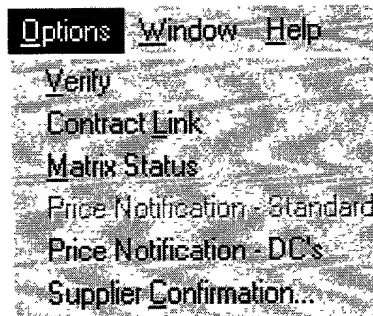 Options Window Help
Verify
Contract Link
Matrix Status
Price Notification - Standard
Price Notification - DC's
Supplier Confirmation...